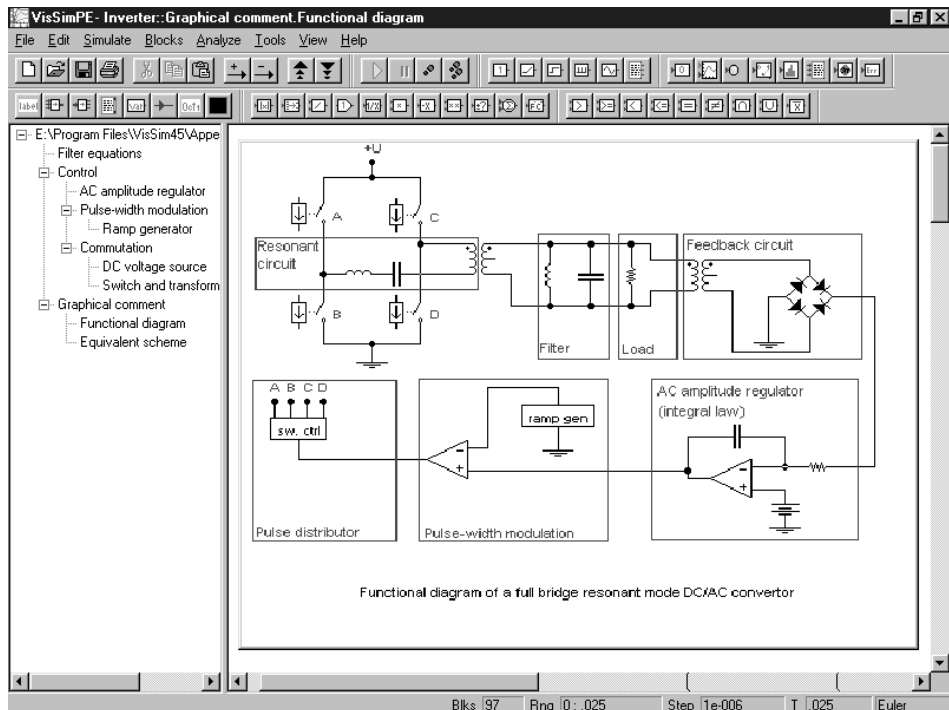 VisSimPE- Inverter::Graphical comment.Functional diagram
File Edit Simulate Blocks Analyze Tools View Help
label var
1/X -X FC
E:\Program Files\VisSim45\Appe
Filter equations
Control
AC amplitude regulator
Pulse-width modulation
Ramp generator
Commutation
DC voltage source
Switch and transform
Graphical comment
Functional diagram
Equivalent scheme
+U
A
C
Resonant
circuit
B
D
Filter
Load
Feedback circuit
A B C D
sw. ctrl
Pulse distributor
ramp gen
-
+
Pulse-width modulation
AC amplitude regulator
(integral law)
-
+
Functional diagram of a full bridge resonant mode DC/AC convertor
Blks 97 Rng 0 : .025 Step 1e-006 T .025 Euler